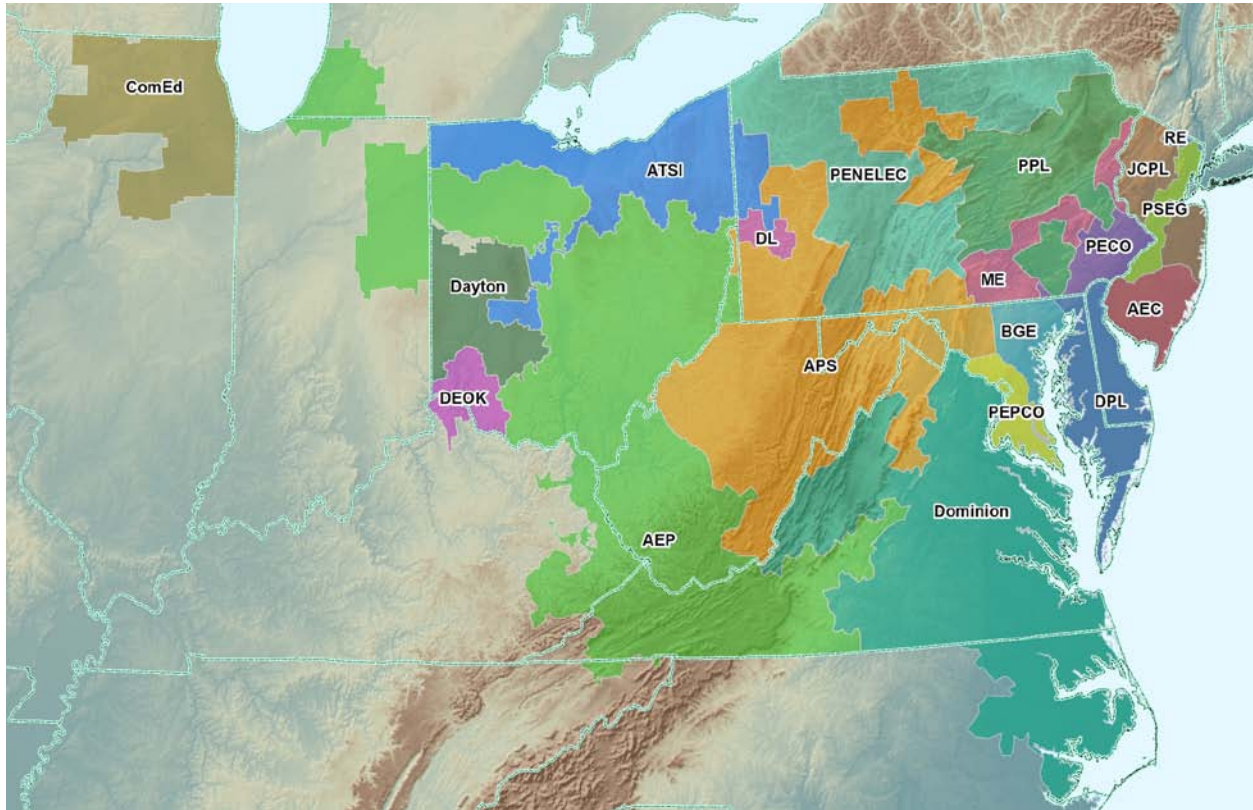 ComEd
RE
ATSI
PENELEC
PPL
JCPL
PSEG
DL
PECO
Dayton
ME
AEC
BGE
APS
DEOK
PEPCO
DPL
Dominion
AEP